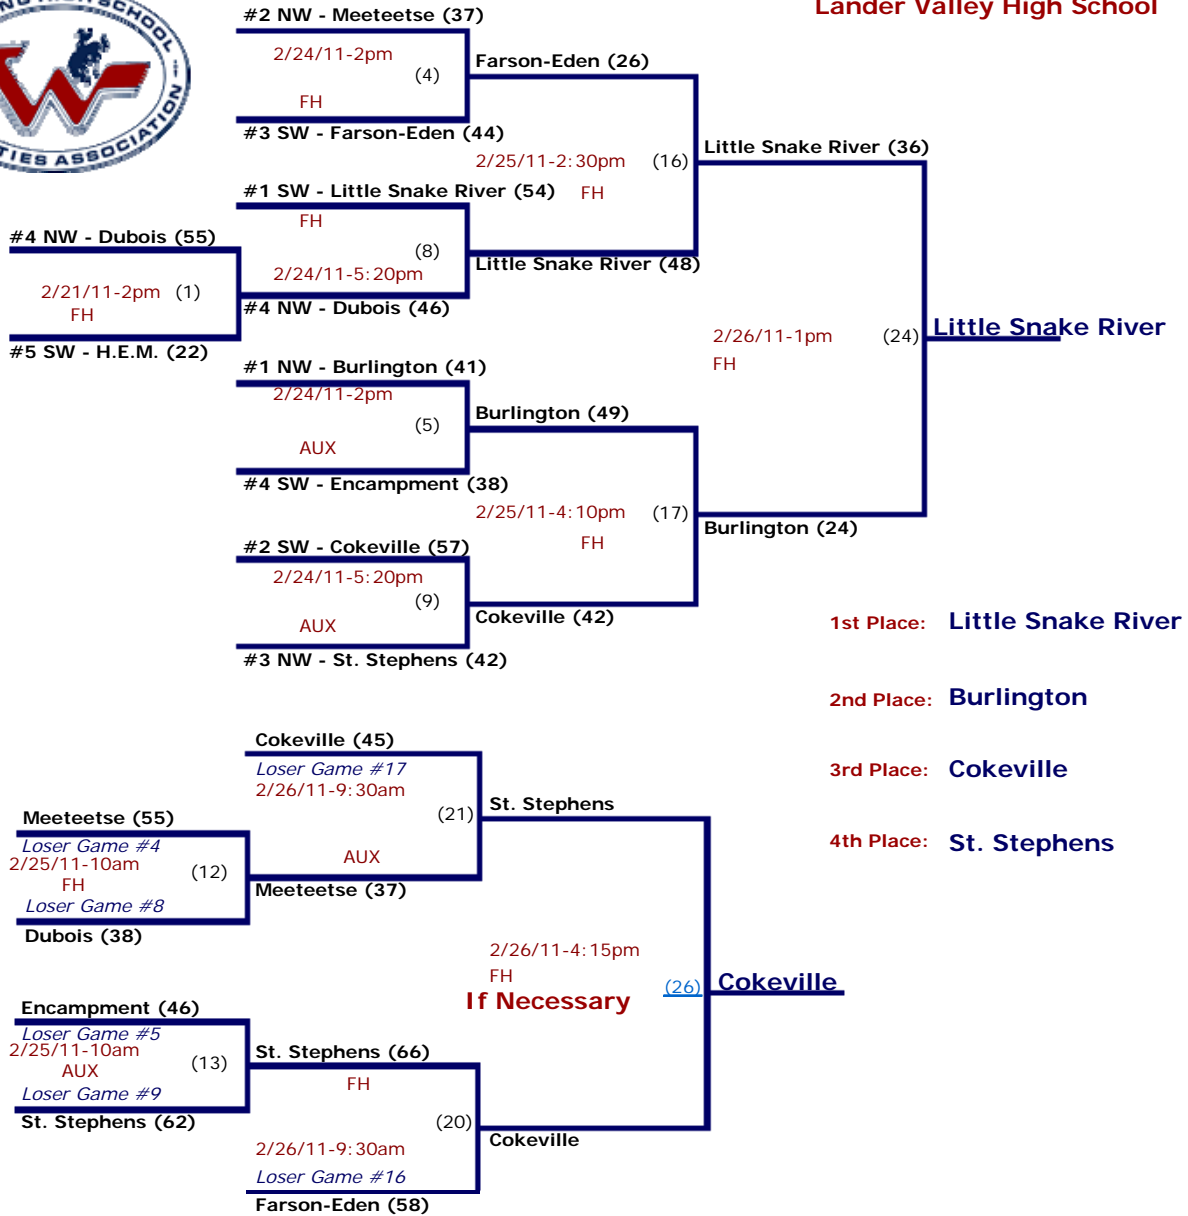 Lander Valley High School
#2 NW - Meeteetse (37)
2/24/11-2pm
(4)
FH
#3 SW - Farson-Eden (44)
Farson-Eden (26)
2/25/11-2:30pm (16)
FH
#1 SW - Little Snake River (54)
FH
(8)
2/24/11-5:20pm
#4 NW - Dubois (46)
Little Snake River (48)
#4 NW - Dubois (55)
2/21/11-2pm (1)
FH
#5 SW - H.E.M. (22)
Little Snake River (36)
2/26/11-1pm (24)
FH
Little Snake River
#1 NW - Burlington (41)
2/24/11-2pm
(5)
AUX
#4 SW - Encampment (38)
Burlington (49)
2/25/11-4:10pm (17)
FH
Burlington (24)
#2 SW - Cokeville (57)
2/24/11-5:20pm
(9)
AUX
#3 NW - St. Stephens (42)
Cokeville (42)
1st Place: Little Snake River
2nd Place: Burlington
3rd Place: Cokeville
4th Place: St. Stephens
Cokeville (45)
Loser Game #17
2/26/11-9:30am
(21)
AUX
Meeteetse (37)
St. Stephens
Meeteetse (55)
Loser Game #4
2/25/11-10am
(12)
FH
Loser Game #8
Dubois (38)
2/26/11-4:15pm
FH
If Necessary
(26)
Cokeville
Encampment (46)
Loser Game #5
2/25/11-10am
(13)
AUX
Loser Game #9
St. Stephens (62)
St. Stephens (66)
FH
(20)
2/26/11-9:30am
Loser Game #16
Farson-Eden (58)
Cokeville
HIGH SCHOOL
ASSOCIATION
W